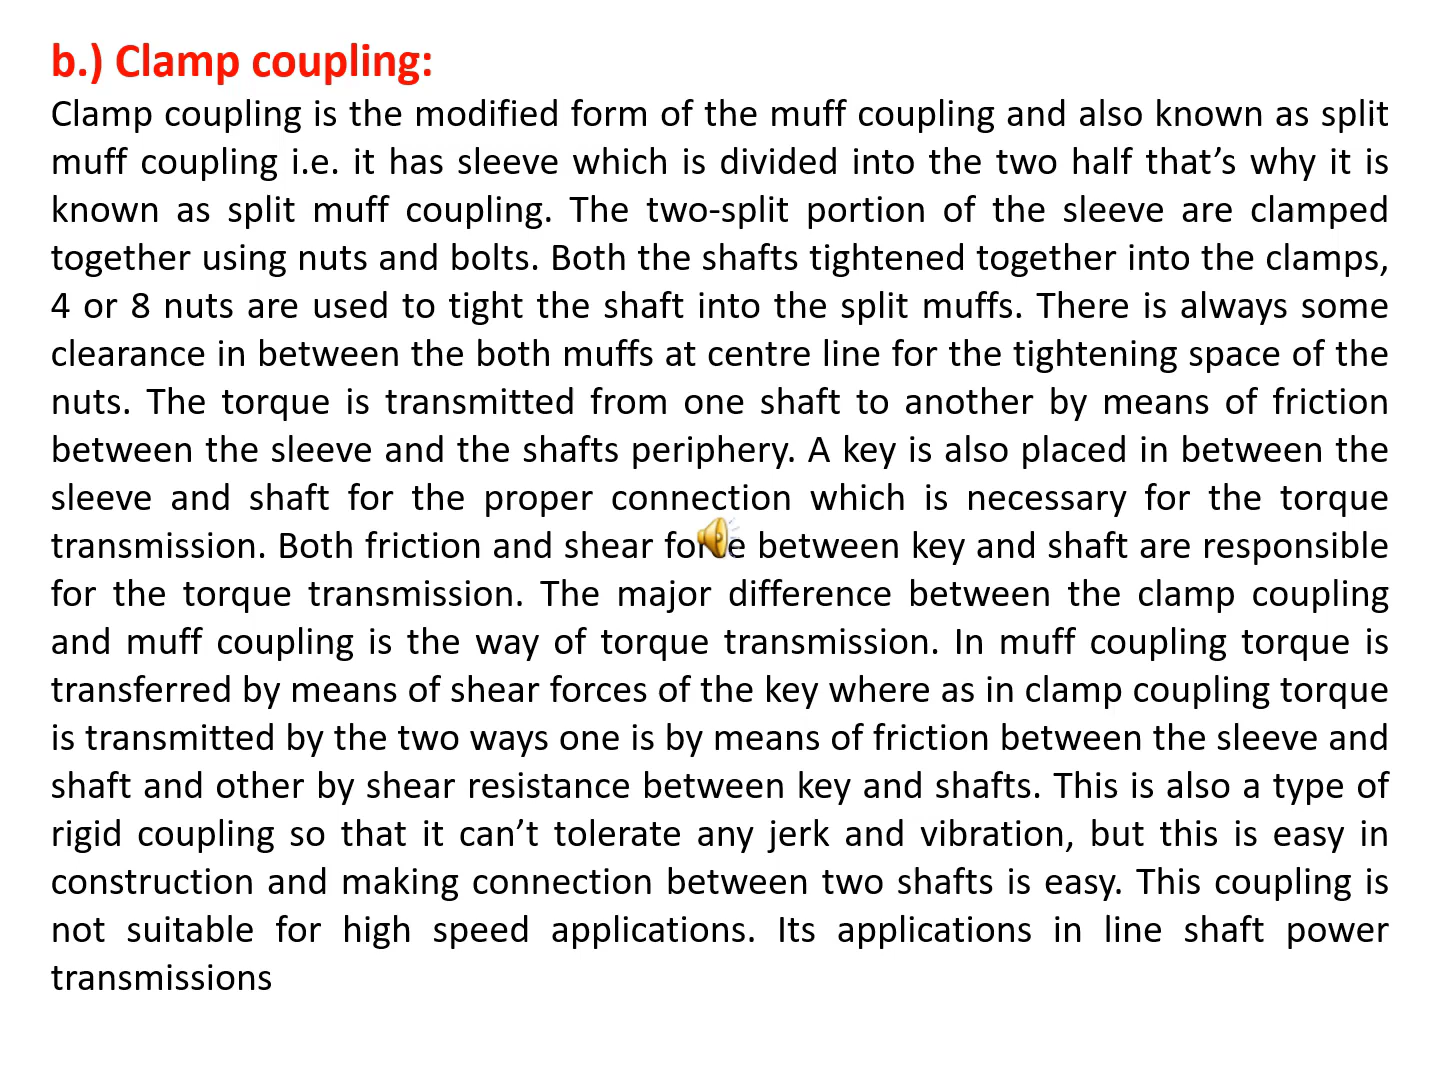 b.) Clamp coupling:
Clamp coupling is the modified form of the muff coupling and also known as split
muff coupling i.e. it has sleeve which is divided into the two half that’s why it is
known as split muff coupling. The two-split portion of the sleeve are clamped
together using nuts and bolts. Both the shafts tightened together into the clamps,
4 or 8 nuts are used to tight the shaft into the split muffs. There is always some
clearance in between the both muffs at centre line for the tightening space of the
nuts. The torque is transmitted from one shaft to another by means of friction
between the sleeve and the shafts periphery. A key is also placed in between the
sleeve and shaft for the proper connection which is necessary for the torque
transmission. Both friction and shear force between key and shaft are responsible
for the torque transmission. The major difference between the clamp coupling
and muff coupling is the way of torque transmission. In muff coupling torque is
transferred by means of shear forces of the key where as in clamp coupling torque
is transmitted by the two ways one is by means of friction between the sleeve and
shaft and other by shear resistance between key and shafts. This is also a type of
rigid coupling so that it can’t tolerate any jerk and vibration, but this is easy in
construction and making connection between two shafts is easy. This coupling is
not suitable for high speed applications. Its applications in line shaft power
transmissions